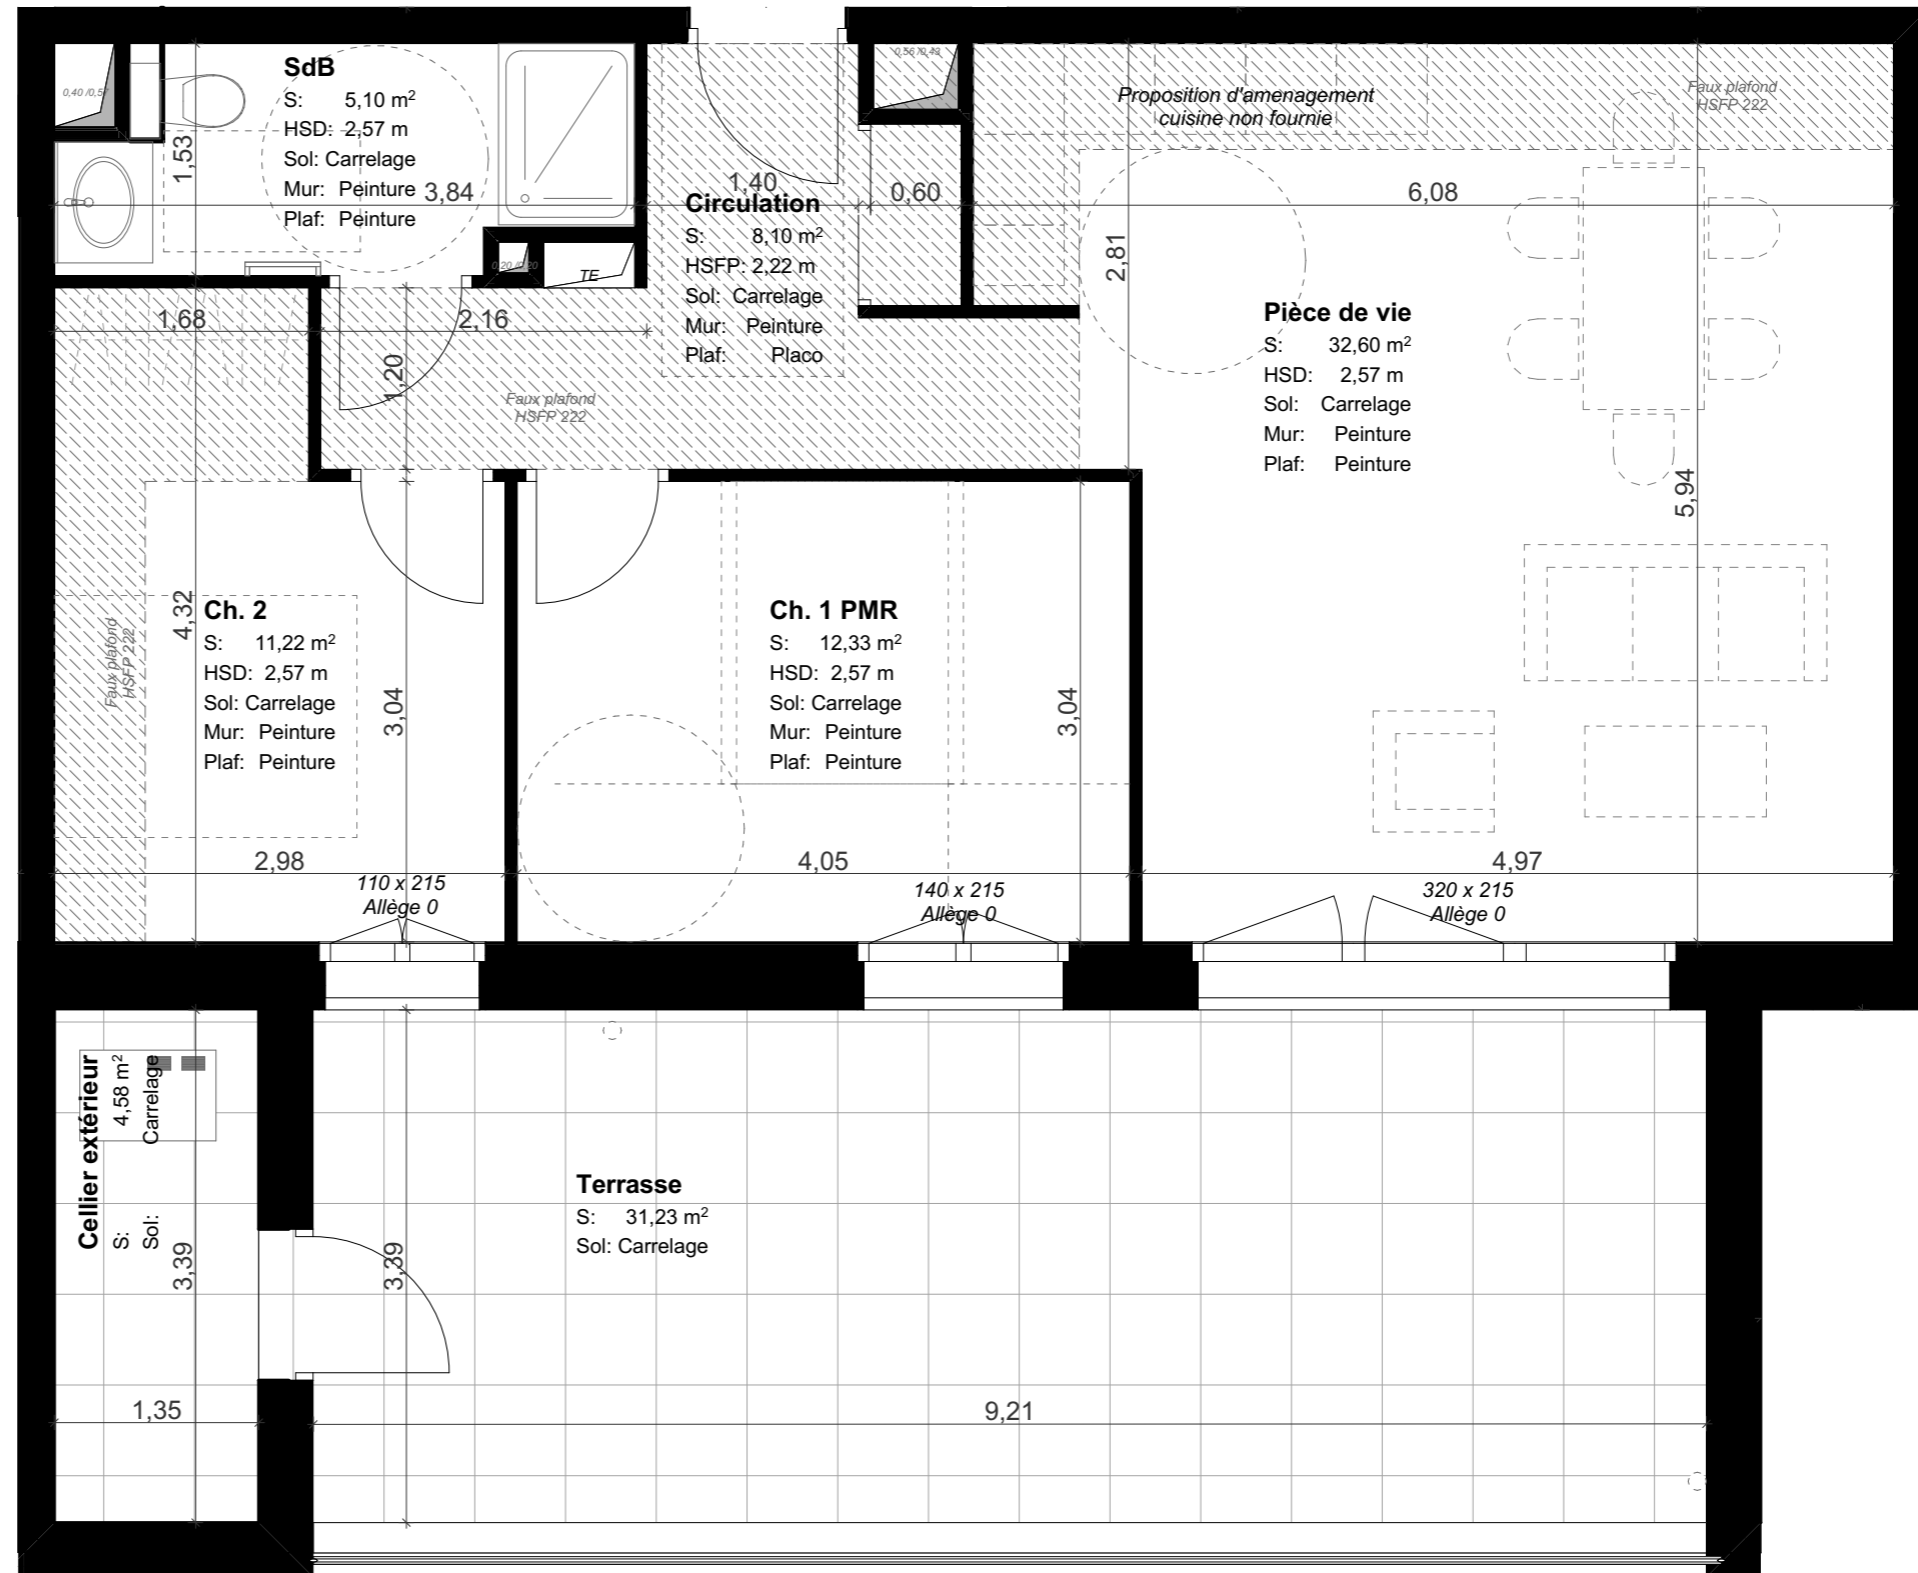 SdB
S: 5,10 m²
HSD: 2,57 m
Sol: Carrelage
Mur: Peinture
Plaf: Peinture
1,53
3,84
0,40 /0,5
0,20 /0,20
TE
1,40
Circulation
S: 8,10 m²
HSFP: 2,22 m
Sol: Carrelage
Mur: Peinture
Plaf: Placo
0,56 /0,43
0,60
Proposition d'amenagement
cuisine non fournie
Faux plafond
HSFP 222
6,08
2,81
Pièce de vie
S: 32,60 m²
HSD: 2,57 m
Sol: Carrelage
Mur: Peinture
Plaf: Peinture
5,94
1,68
2,16
1,20
Faux plafond
HSFP 222
Ch. 2
S: 11,22 m²
HSD: 2,57 m
Sol: Carrelage
Mur: Peinture
Plaf: Peinture
4,32
Faux plafond
HSFP 222
3,04
Ch. 1 PMR
S: 12,33 m²
HSD: 2,57 m
Sol: Carrelage
Mur: Peinture
Plaf: Peinture
3,04
2,98
4,05
4,97
110 x 215
Allège 0
140 x 215
Allège 0
320 x 215
Allège 0
Cellier extérieur
S: 4,58 m²
Sol: Carrelage
3,39
3,39
Terrasse
S: 31,23 m²
Sol: Carrelage
1,35
9,21